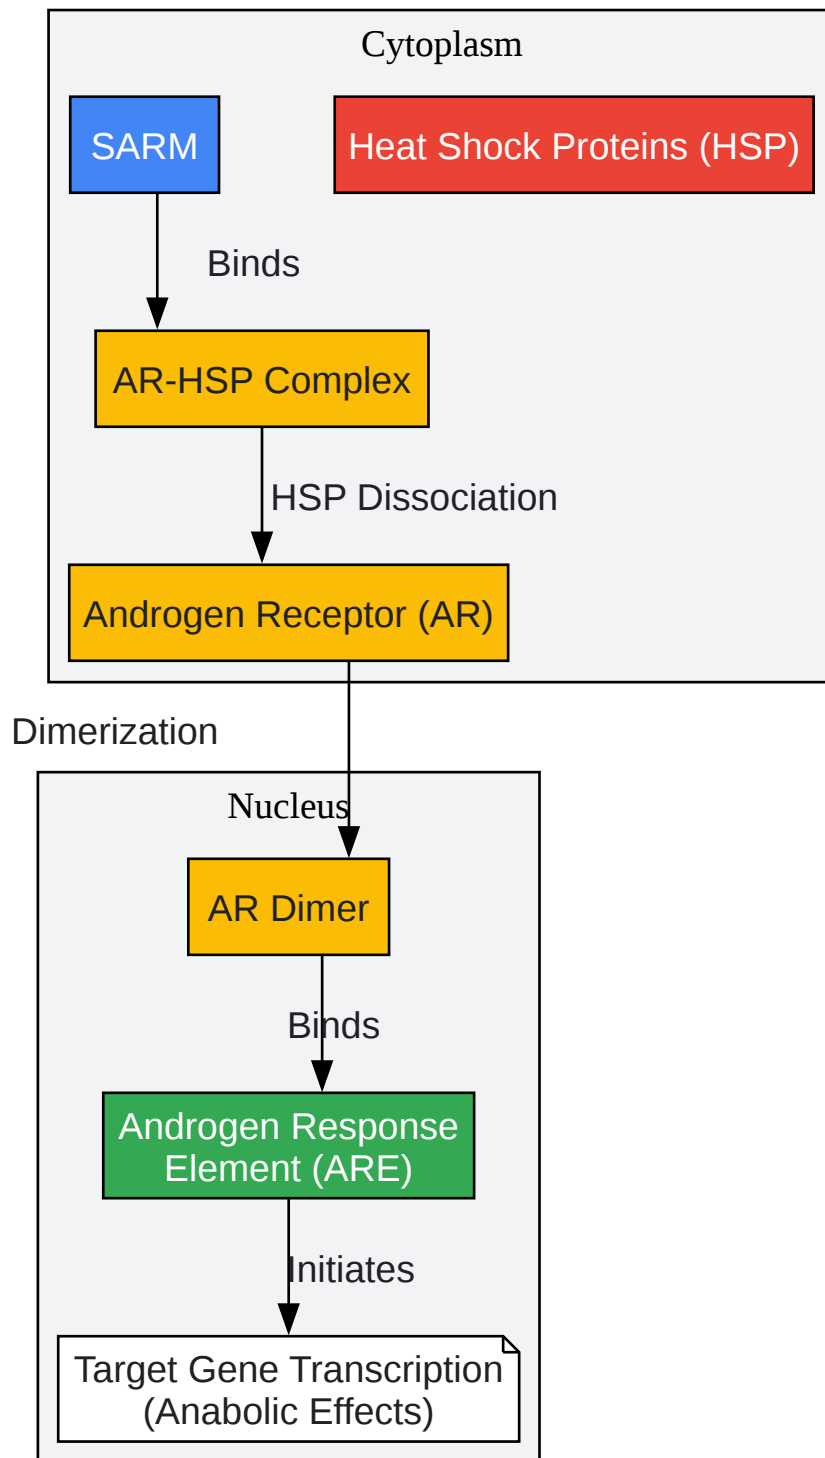 Cytoplasm
SARM
Heat Shock Proteins (HSP)
Binds
AR-HSP Complex
HSP Dissociation
Androgen Receptor (AR)
Dimerization
Nucleus
AR Dimer
Binds
Androgen Response
Element (ARE)
Initiates
Target Gene Transcription
(Anabolic Effects)